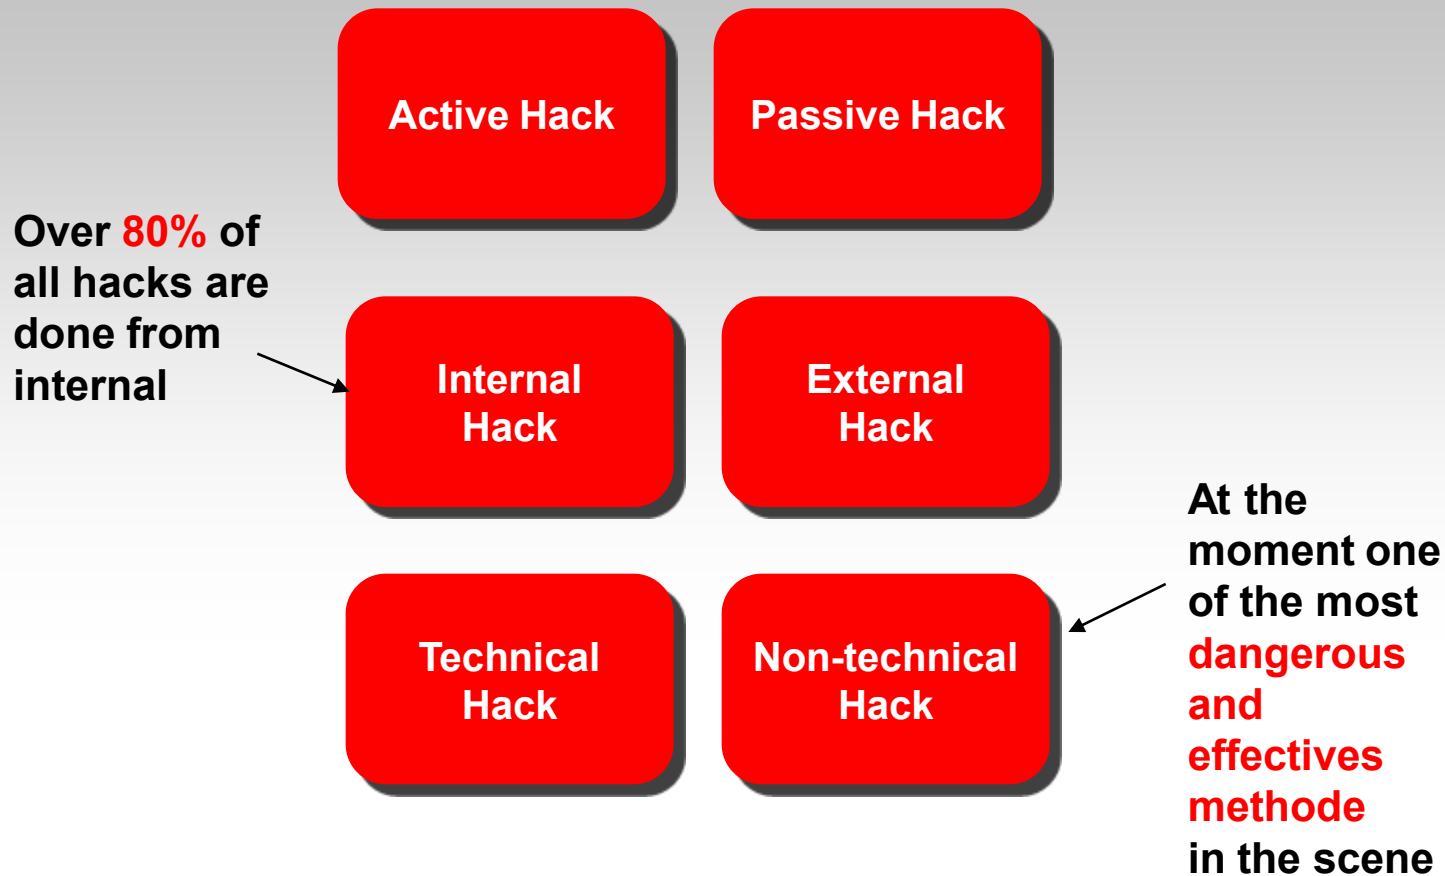 Active Hack
Passive Hack
Over 80% of
all hacks are
done from
internal
Internal
Hack
External
Hack
Technical
Hack
Non-technical
Hack
At the
moment one
of the most
dangerous
and
effectives
methode
in the scene